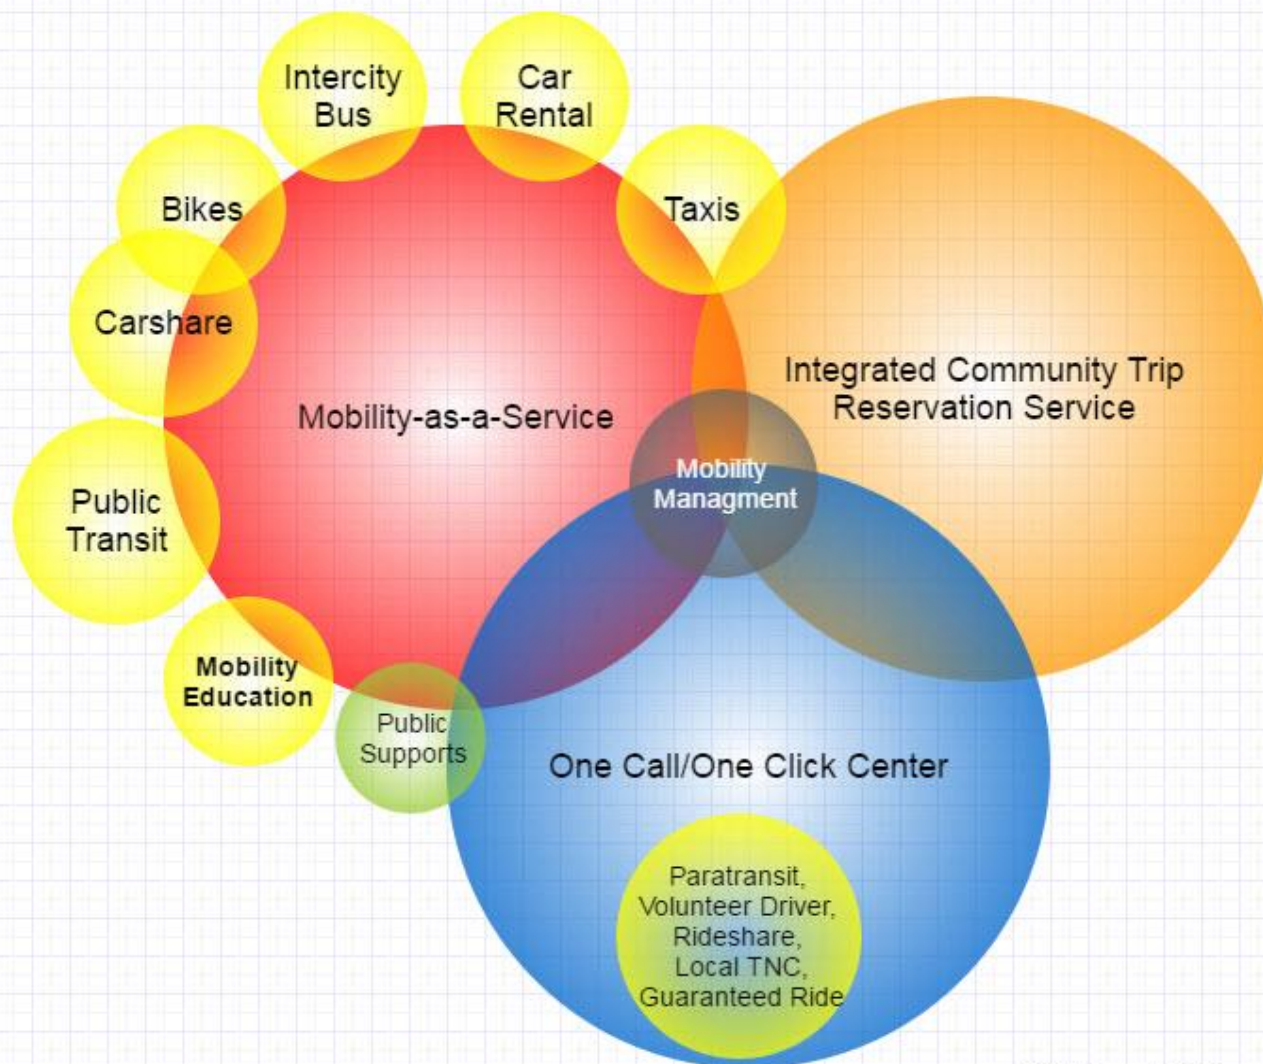 Intercity
Bus
Car
Rental
Bikes
Taxis
Carshare
Integrated Community Trip
Reservation Service
Mobility-as-a-Service
Mobility
Managment
Public
Transit
Mobility
Education
Public
Supports
One Call/One Click Center
Paratransit,
Volunteer Driver,
Rideshare,
Local TNC,
Guaranteed Ride